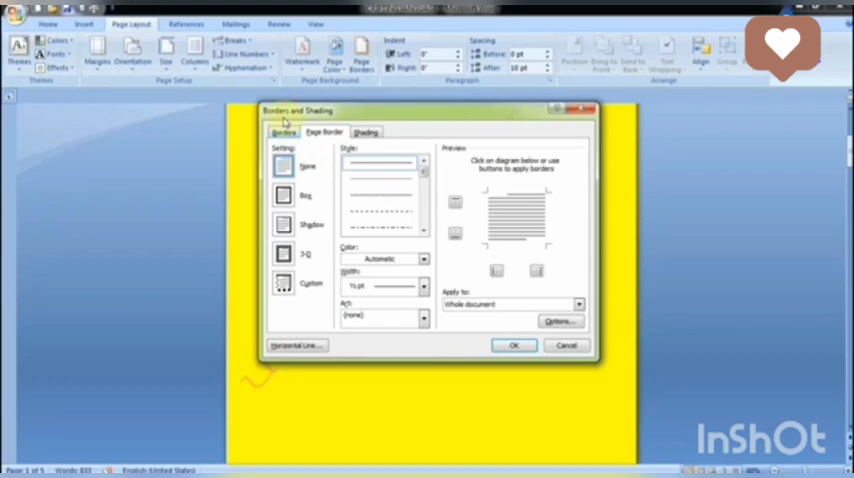 Home Insert Page Layout References Mailings Review View
Themes Colors Fonts Effects
Margins Orientation Size Columns Breaks Line Numbers Hyphenation
Watermark Page Color Page Borders
Indent Left: 0" Right: 0"
Spacing Before: 0 pt After: 10 pt
Position Bring to Front Send to Back Text Wrapping Align Group
Themes Page Setup Page Background Paragraph Arrange
Borders and Shading
Borders Page Border Shading
Setting:
None
Box
Shadow
3-D
Custom
Style:
Color:
Automatic
Width:
½ pt
Art:
(none)
Preview
Click on diagram below or use
buttons to apply borders
Apply to:
Whole document
Options...
Horizontal Line...
OK Cancel
InShOt
Page: 1 of 5 Words: 833 English (United States)